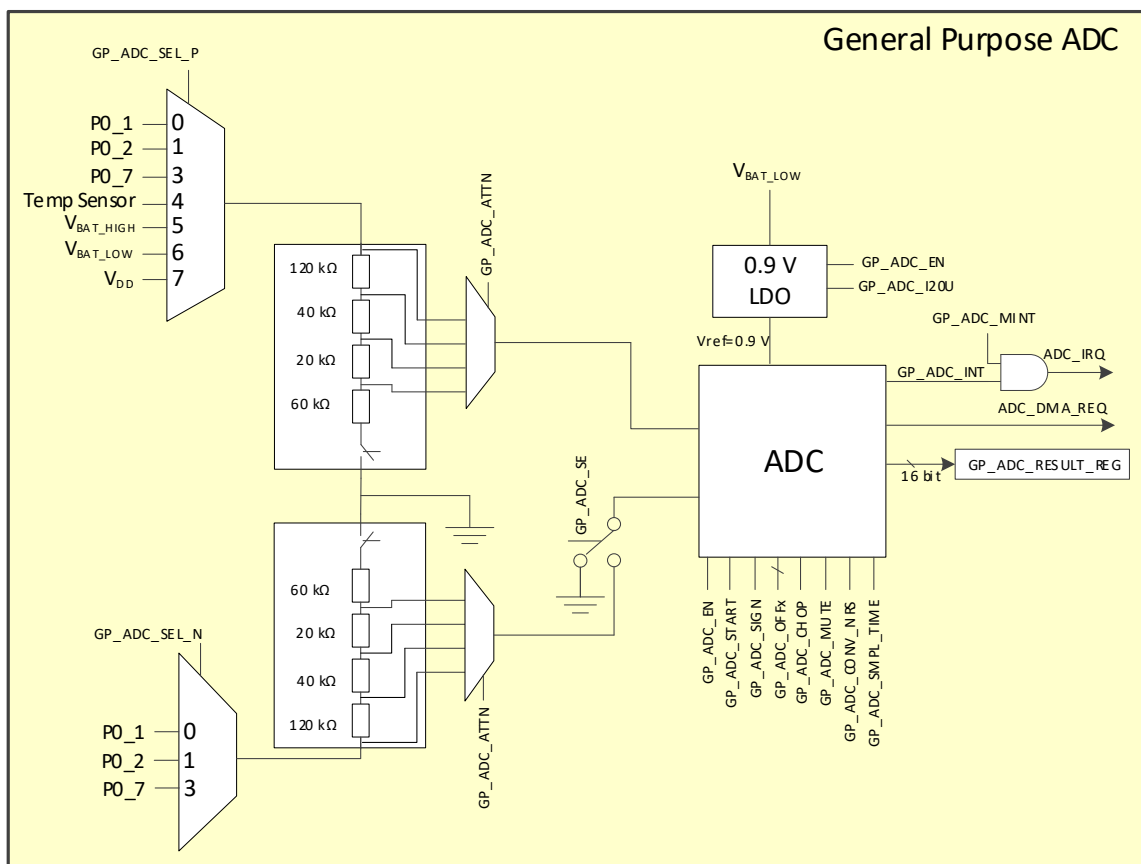 General Purpose ADC
GP_ADC_SEL_P
P0_1
0
P0_2
1
P0_7
3
Temp Sensor
4
VBAT_HIGH
5
VBAT_LOW
6
VDD
7
120 kΩ
40 kΩ
20 kΩ
60 kΩ
GP_ADC_ATTN
VBAT_LOW
0.9 V
LDO
GP_ADC_EN
GP_ADC_I20U
Vref=0.9 V
GP_ADC_MINT
GP_ADC_INT
ADC_IRQ
ADC_DMA_REQ
ADC
16 bit
GP_ADC_RESULT_REG
GP_ADC_SE
60 kΩ
20 kΩ
40 kΩ
120 kΩ
GP_ADC_ATTN
GP_ADC_SEL_N
P0_1
0
P0_2
1
P0_7
3
GP_ADC_EN
GP_ADC_START
GP_ADC_SIGN
GP_ADC_OFFx
GP_ADC_CHOP
GP_ADC_MUTE
GP_ADC_CONV_NRS
GP_ADC_SMPL_TIME